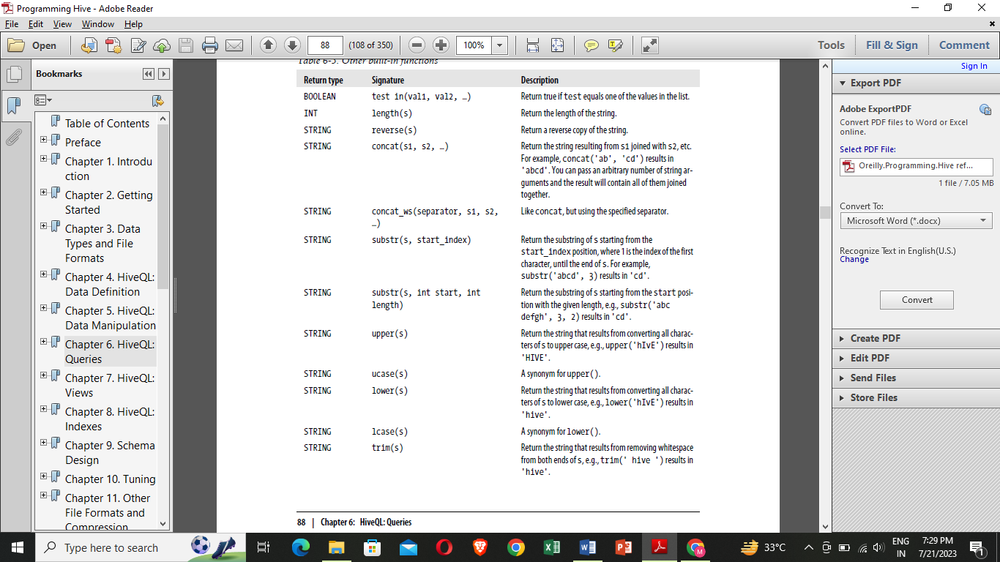 Programming Hive - Adobe Reader
File Edit View Window Help
Open 88 (108 of 350) 100% Tools Fill & Sign Comment
Sign In
Bookmarks
Table of Contents
Preface
Chapter 1. Introdu
ction
Chapter 2. Getting
Started
Chapter 3. Data
Types and File
Formats
Chapter 4. HiveQL:
Data Definition
Chapter 5. HiveQL:
Data Manipulation
Chapter 6. HiveQL:
Queries
Chapter 7. HiveQL:
Views
Chapter 8. HiveQL:
Indexes
Chapter 9. Schema
Design
Chapter 10. Tuning
Chapter 11. Other
File Formats and
Compression
Table 6-5. Other built-in functions
Return type Signature Description
BOOLEAN test in(val1, val2, …) Return true if test equals one of the values in the list.
INT length(s) Return the length of the string.
STRING reverse(s) Return a reverse copy of the string.
STRING concat(s1, s2, …) Return the string resulting from s1 joined with s2, etc.
For example, concat('ab', 'cd') results in
'abcd'. You can pass an arbitrary number of string ar-
guments and the result will contain all of them joined
together.
STRING concat_ws(separator, s1, s2, Like concat, but using the specified separator.
…)
STRING substr(s, start_index) Return the substring of s starting from the
start_index position, where 1 is the index of the first
character, until the end of s. For example,
substr('abcd', 3) results in 'cd'.
STRING substr(s, int start, int Return the substring of s starting from the start posi-
length) tion with the given length, e.g., substr('abc
defgh', 3, 2) results in 'cd'.
STRING upper(s) Return the string that results from converting all charac-
ters of s to upper case, e.g., upper('hIvE') results in
'HIVE'.
STRING ucase(s) A synonym for upper().
STRING lower(s) Return the string that results from converting all charac-
ters of s to lower case, e.g., lower('hIvE') results in
'hive'.
STRING lcase(s) A synonym for lower().
STRING trim(s) Return the string that results from removing whitespace
from both ends of s, e.g., trim(' hive ') results in
'hive'.
88 | Chapter 6: HiveQL: Queries
Export PDF
Adobe ExportPDF
Convert PDF files to Word or Excel
online.
Select PDF File:
Oreilly.Programming.Hive ref...
1 file / 7.05 MB
Convert To:
Microsoft Word (*.docx)
Recognize Text in English(U.S.)
Change
Convert
Create PDF
Edit PDF
Send Files
Store Files
Type here to search
33°C
ENG
IN
7:29 PM
7/21/2023
1